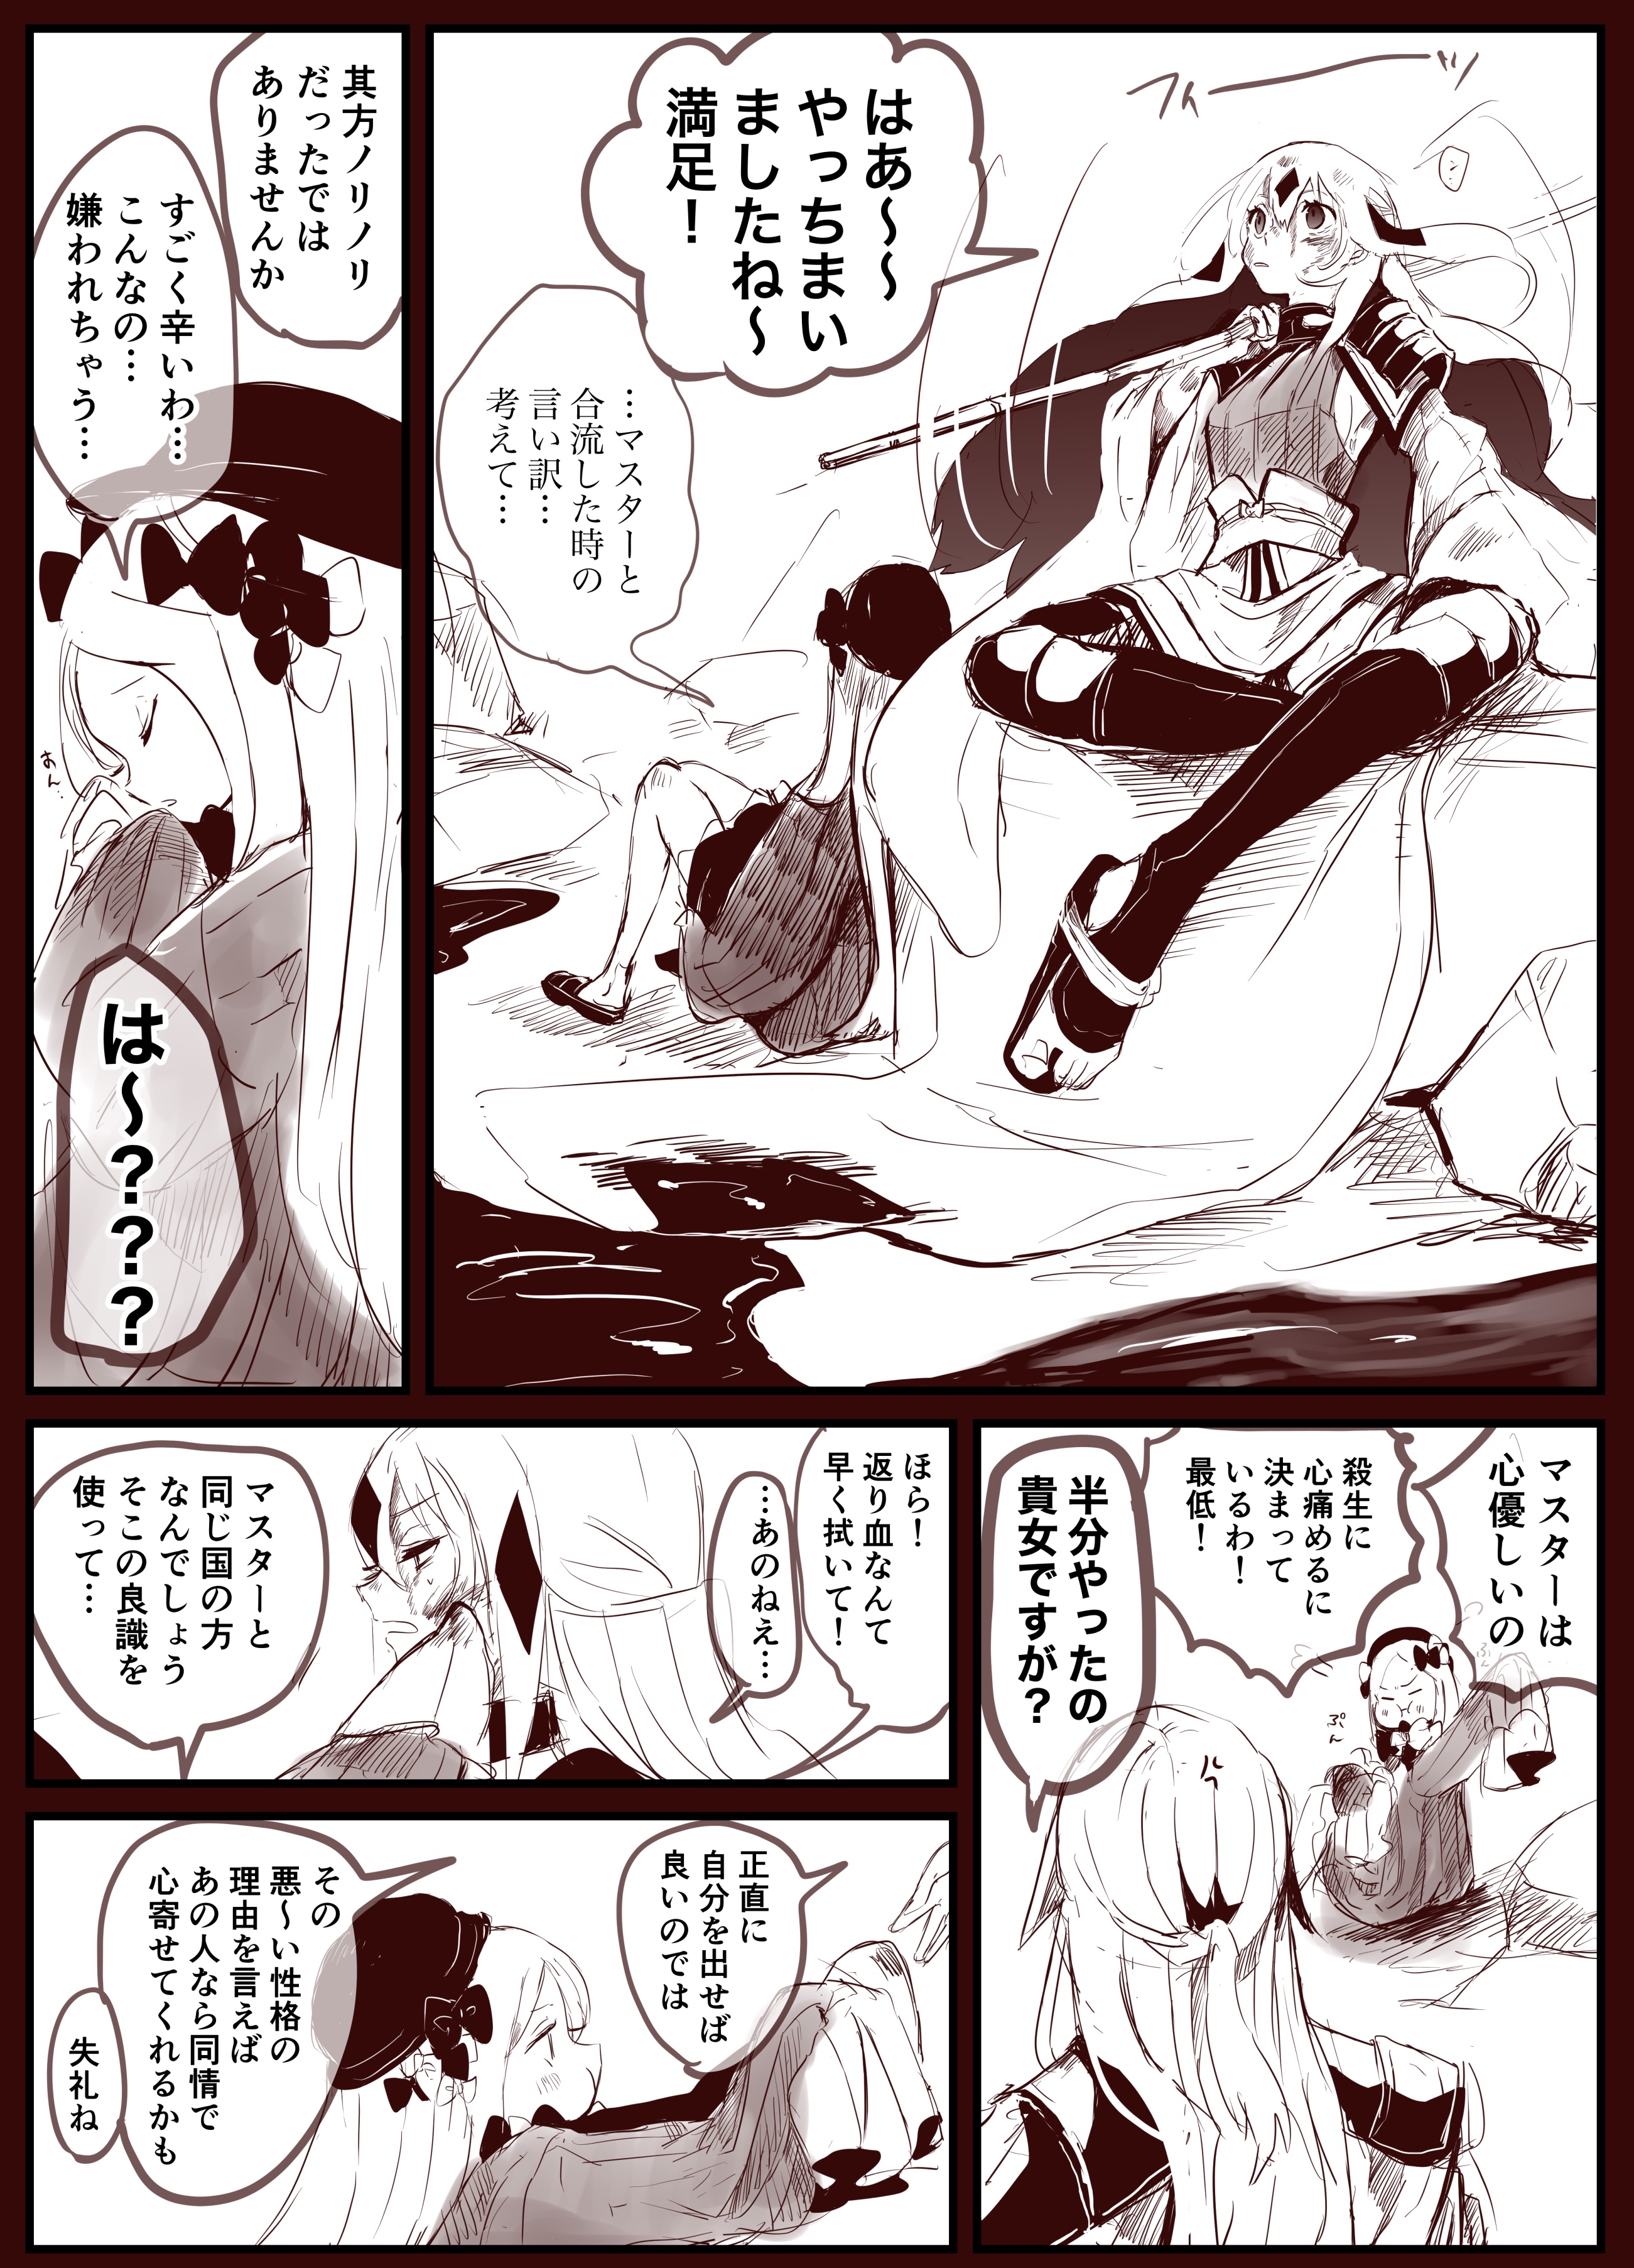 フゥーッ
はあ〜〜
やっちまい
ましたね〜
満足！
…マスターと
合流した時の
言い訳…
考えて…
其方ノリノリ
だったでは
ありませんか
すごく辛いわ…
こんなの…
嫌われちゃう…
は〜？？？
マスターは
心優しいの
殺生に
心痛めるに
決まって
いるわ！
最低！
ぷん
半分やったの
貴女ですが？
ほら！
返り血なんて
早く拭いて！
…あのねえ…
マスターと
同じ国の方
なんでしょう
そこの良識を
使って…
正直に
自分を出せば
良いのでは
その
悪〜い性格の
理由を言えば
あの人なら同情で
心寄せてくれるかも
失礼ね